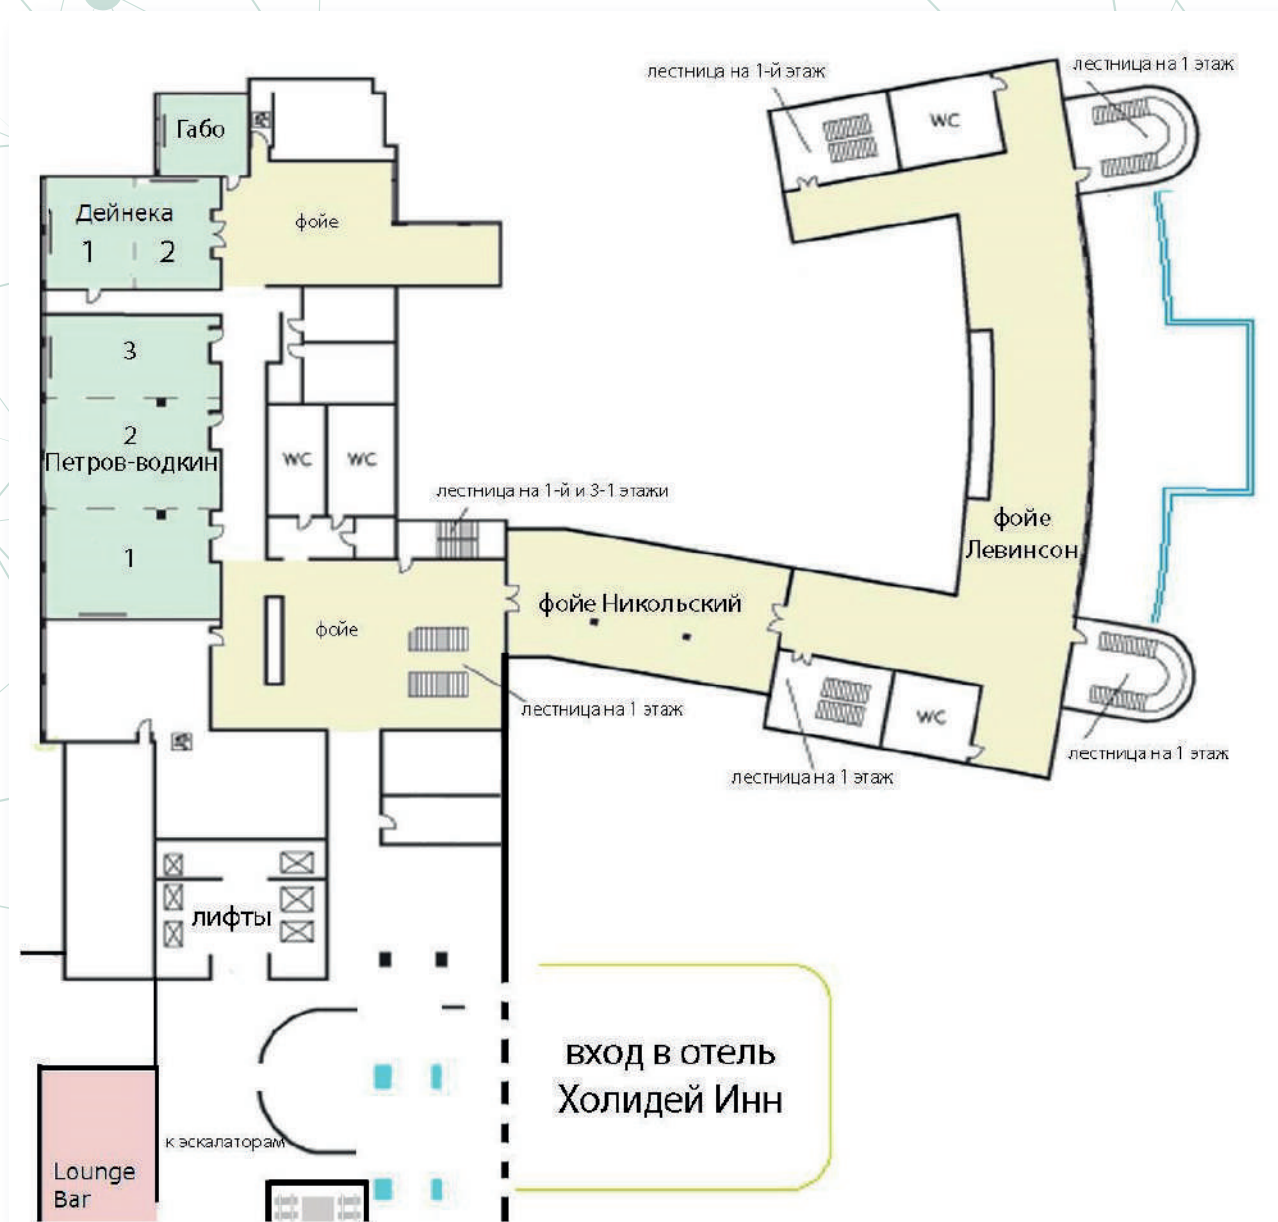 лестница на 1-й этаж
лестница на 1 этаж
Габо
WC
Дейнека
1 2
фойе
3
2
Петров-водкин
1
WC WC
лестница на 1-й и 3-1 этажи
фойе
Левинсон
фойе Никольский
фойе
лестница на 1 этаж
WC
лестница на 1 этаж
лестница на 1 этаж
лифты
вход в отель
Холидей Инн
к эскалаторам
Lounge
Bar